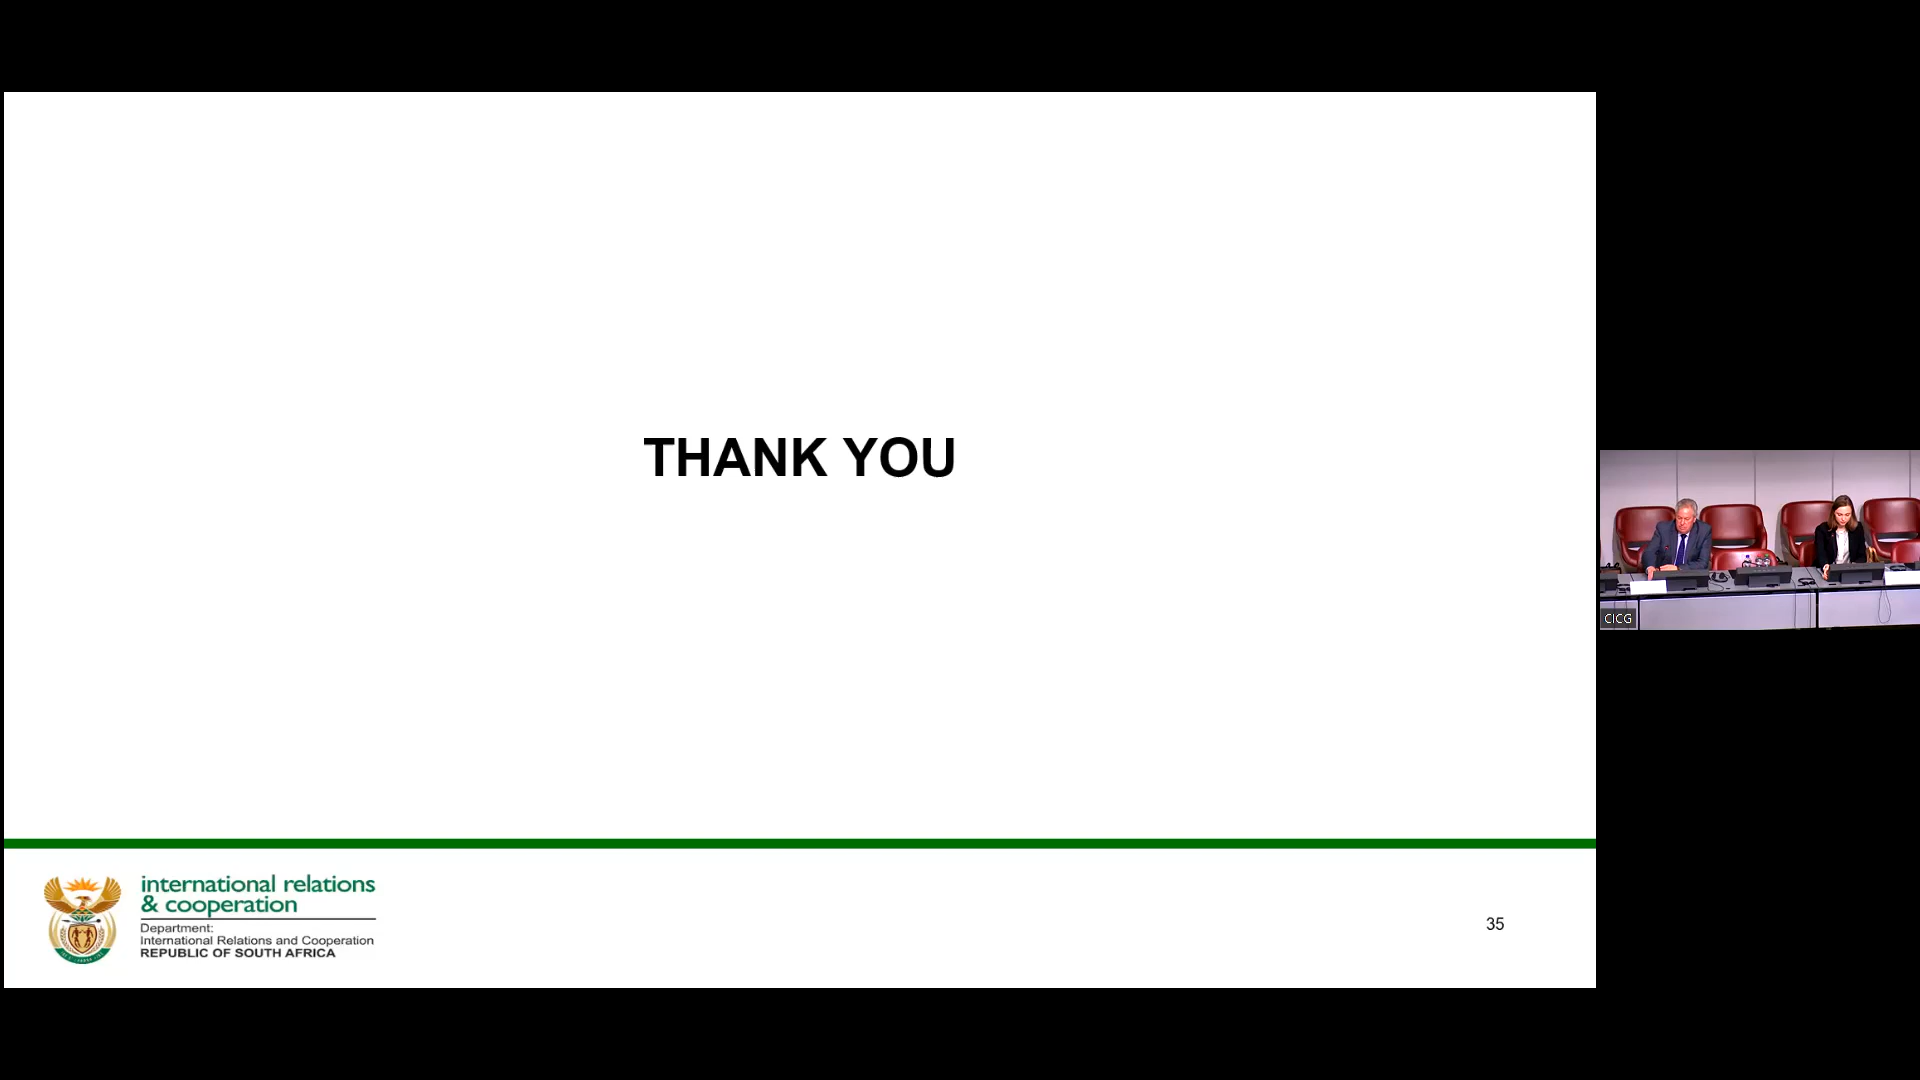 THANK YOU
international relations
& cooperation
Department:
International Relations and Cooperation
REPUBLIC OF SOUTH AFRICA
35
CICG